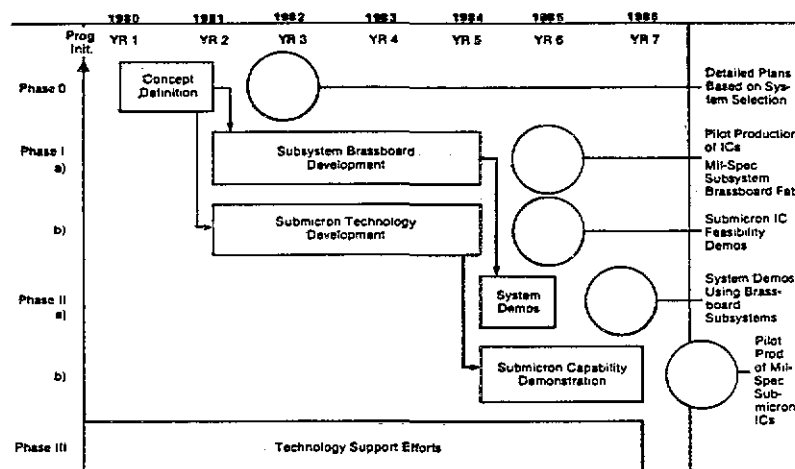 1980 1981 1982 1983 1984 1985 1986
Prog
Init.
YR 1 YR 2 YR 3 YR 4 YR 5 YR 6 YR 7
Phase 0
Concept
Definition
Detailed Plans
Based on Sys-
tem Selection
Phase I
a)
Subsystem Brassboard
Development
Pilot Production
of ICs
Mil-Spec
Subsystem
Brassboard Fab
b)
Submicron Technology
Development
Submicron IC
Feasibility
Demos
Phase II
a)
System
Demos
System Demos
Using Brass-
board
Subsystems
b)
Submicron Capability
Demonstration
Pilot
Prod
of Mil-
Spec
Sub-
micron
ICs
Phase III
Technology Support Efforts